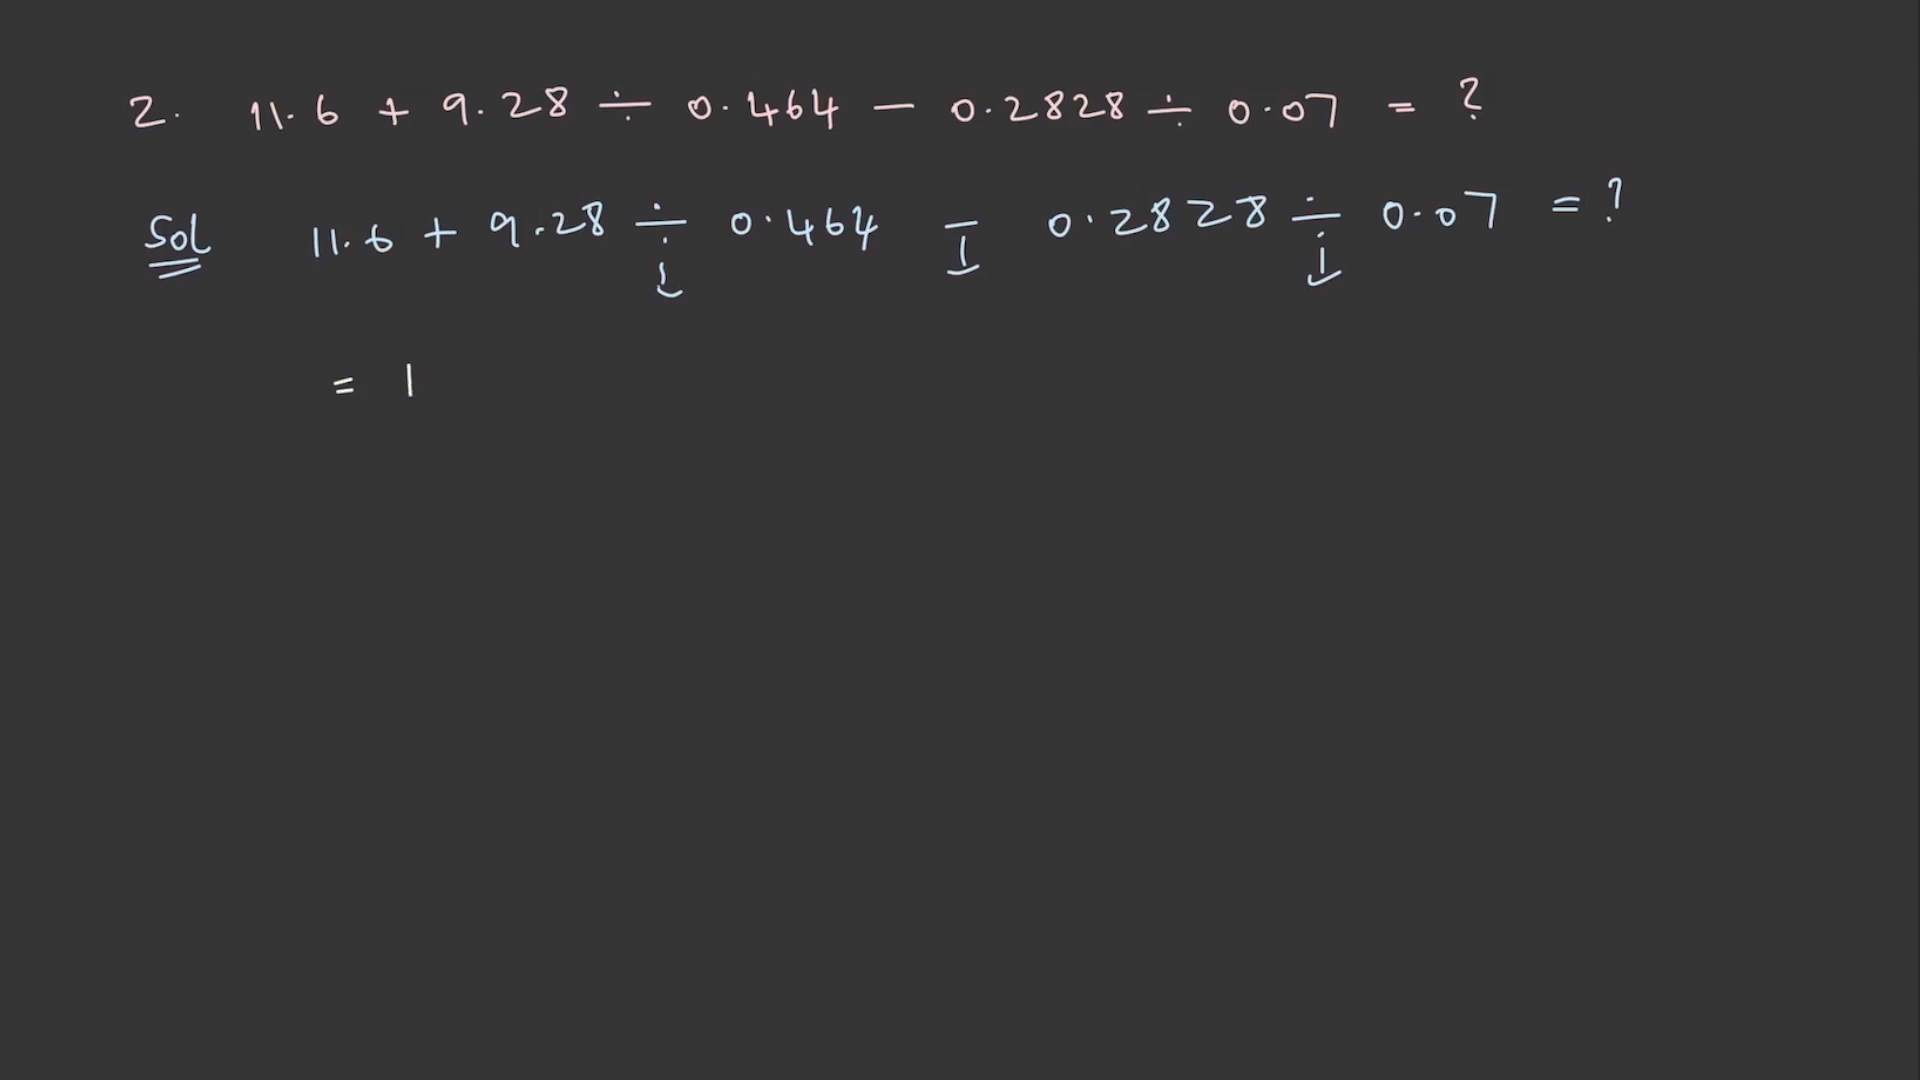 2. 11.6 + 9.28 ÷ 0.464 − 0.2828 ÷ 0.07 = ?
Sol 11.6 + 9.28 ÷ 0.464 − 0.2828 ÷ 0.07 = ?
= 1